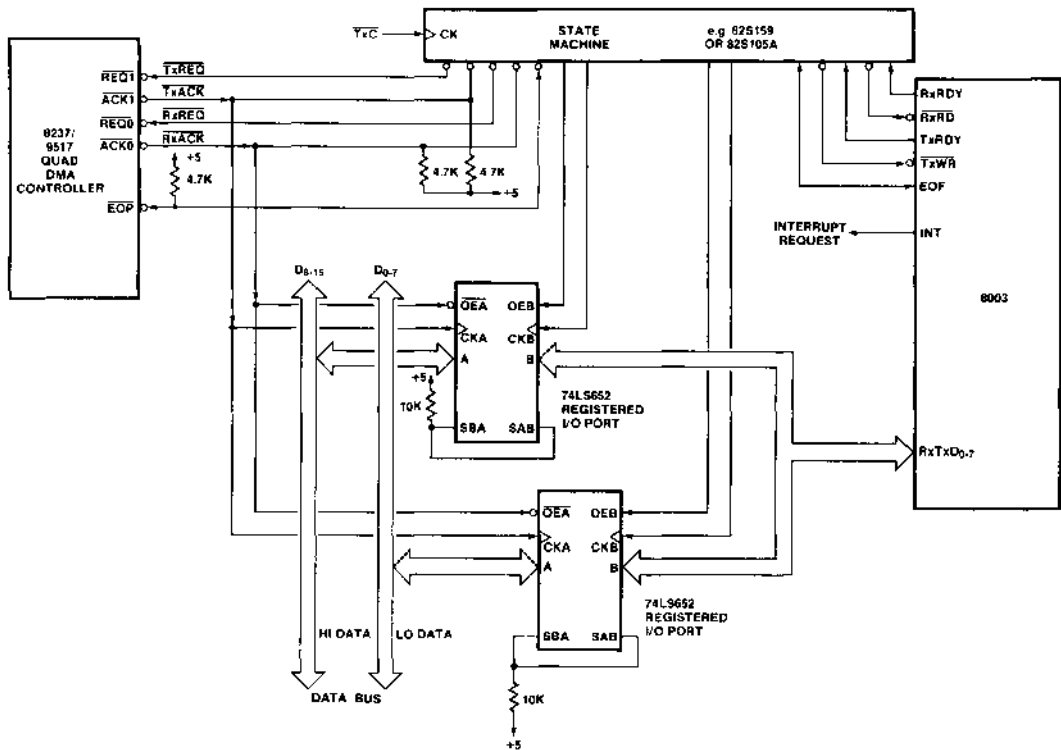 TxC
CK
STATE MACHINE
e.g 82S159 OR 82S105A
REQ1
TxREQ
ACK1
TxACK
REQ0
RxREQ
ACK0
RxACK
8237/
9517
QUAD
DMA
CONTROLLER
+5
4.7K
EOP
4.7K
4.7K
+5
RxRDY
RxRD
TxRDY
TxWR
EOF
INTERRUPT
REQUEST
INT
8003
D8-15
D0-7
OEA
OEB
CKA
CKB
A
B
+5
10K
74LS652
REGISTERED
I/O PORT
SBA
SAB
RxTxD0-7
OEA
OEB
CKA
CKB
A
B
74LS652
REGISTERED
I/O PORT
HI DATA
LO DATA
SBA
SAB
DATA BUS
10K
+5